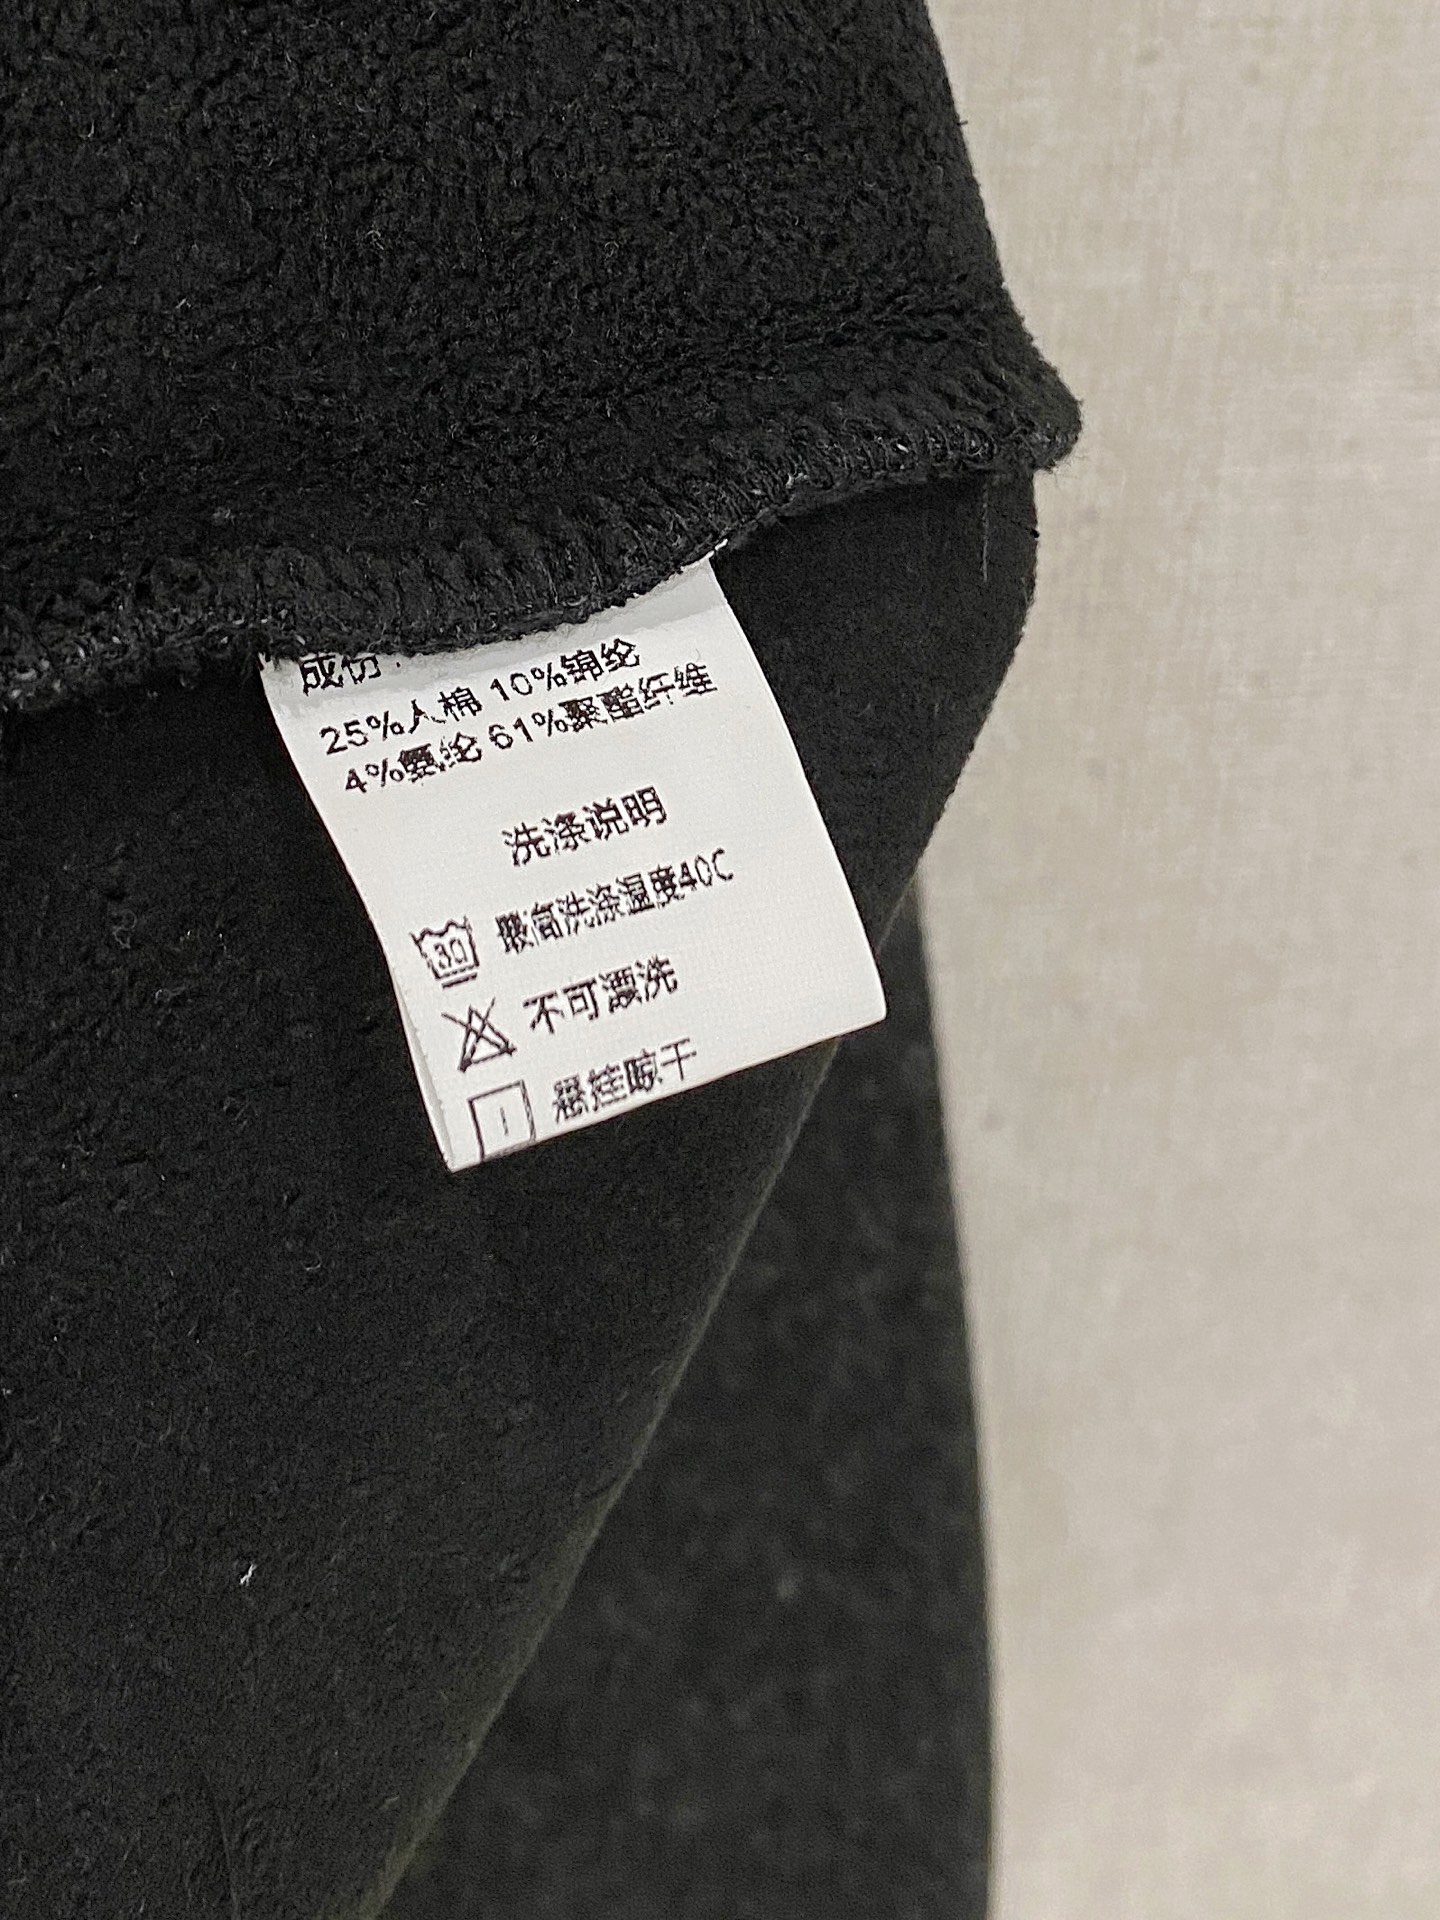 成份:
25%人棉 10%锦纶
4%氨纶 61%聚酯纤维
洗涤说明
30 最高洗涤温度40C
不可漂洗
悬挂晾干